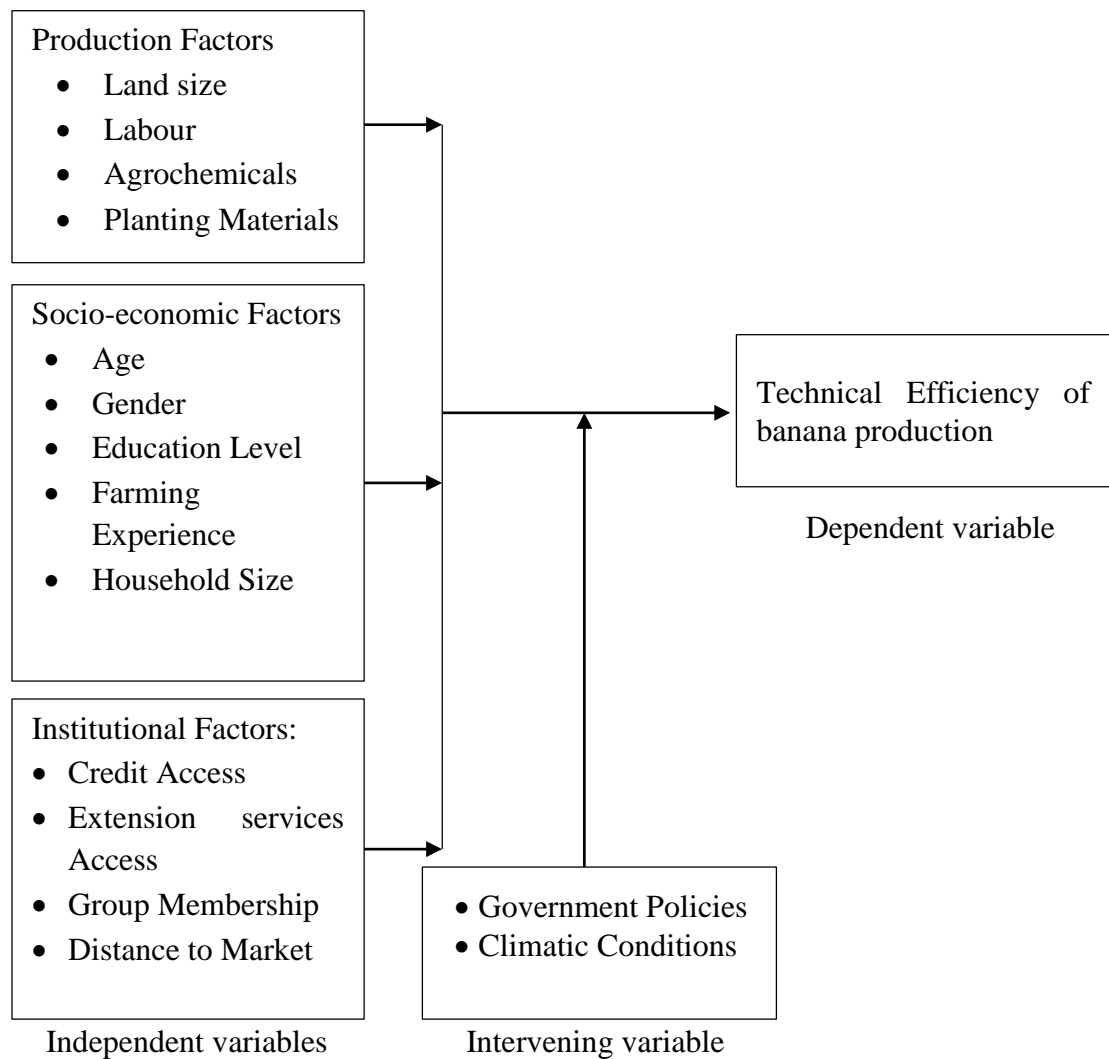 Production Factors
• Land size
• Labour
• Agrochemicals
• Planting Materials
Socio-economic Factors
• Age
• Gender
• Education Level
• Farming
Experience
• Household Size
Institutional Factors:
• Credit Access
• Extension services
Access
• Group Membership
• Distance to Market
Independent variables
• Government Policies
• Climatic Conditions
Intervening variable
Technical Efficiency of
banana production
Dependent variable